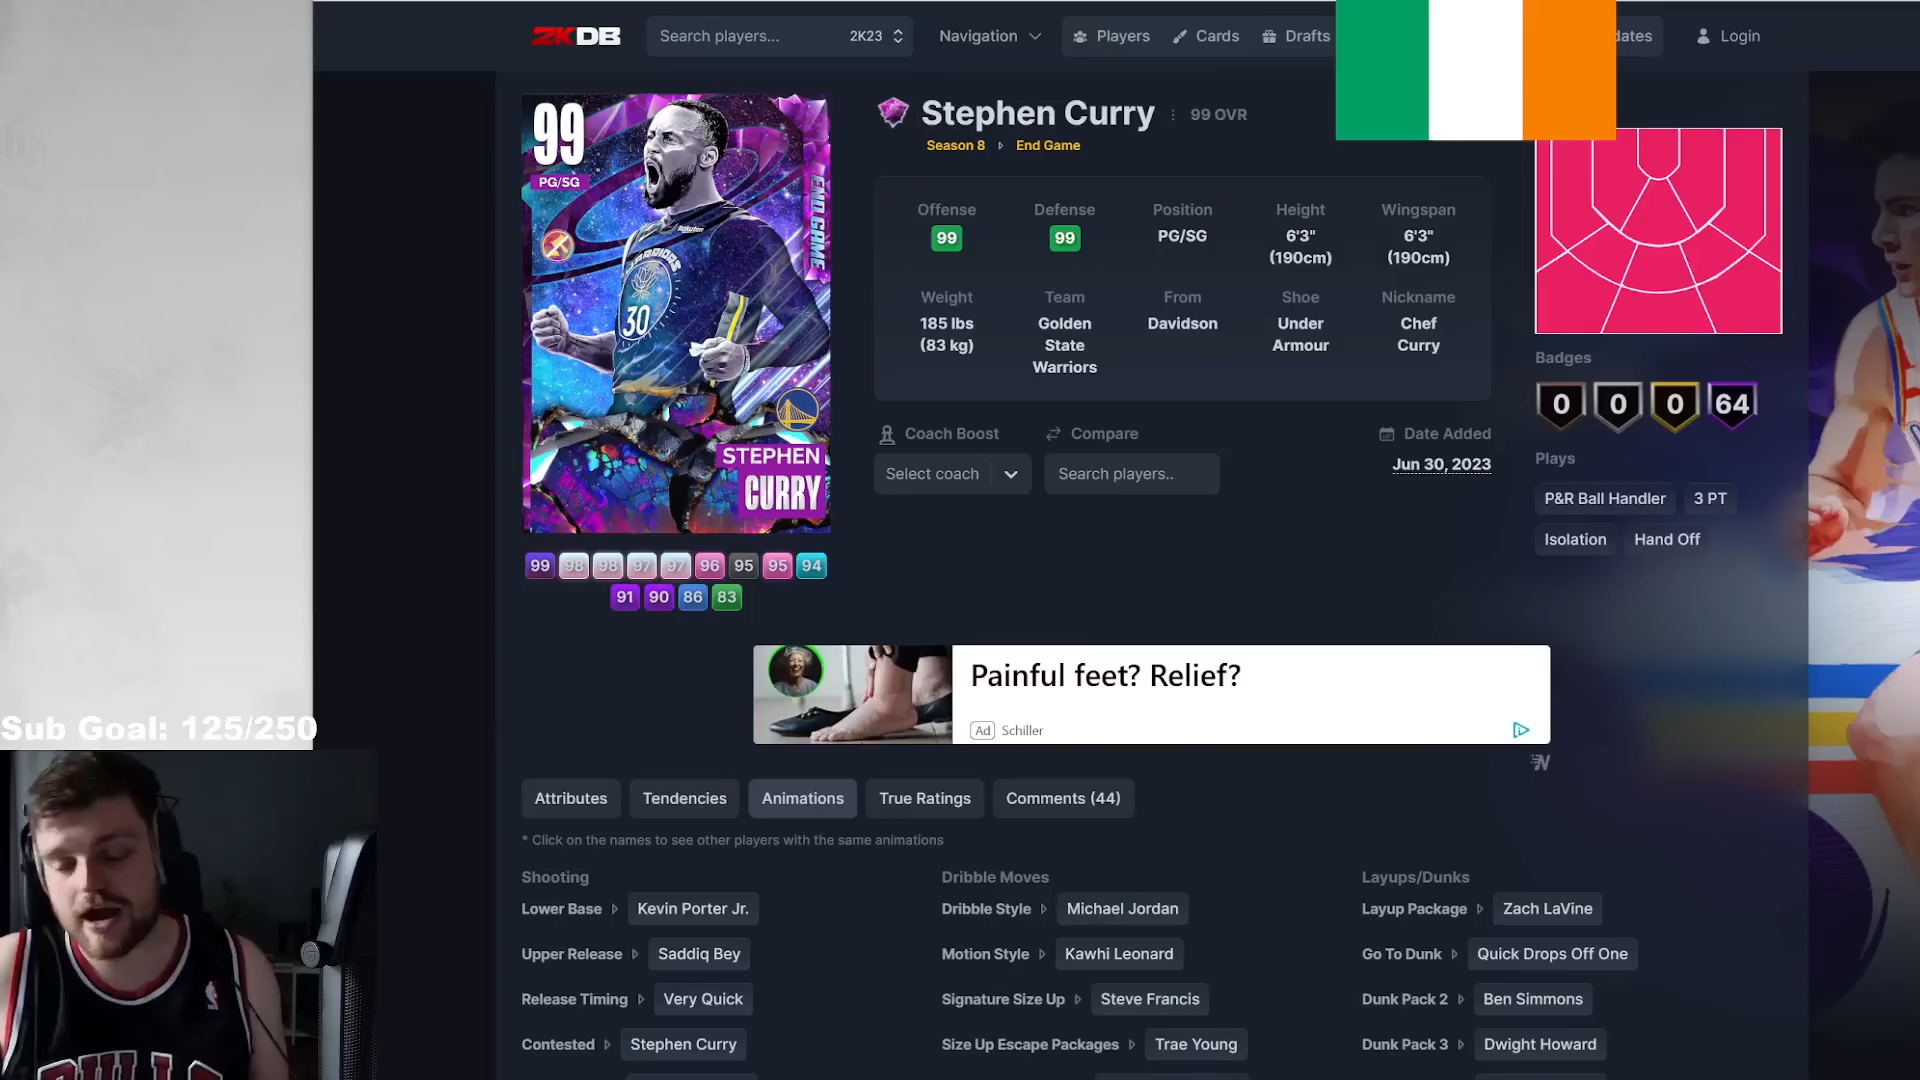 2KDB
Search players...
2K23
Navigation
Players
Cards
Drafts
dates
Login
99
PG/SG
END GAME
Rakuten
WARRIORS
30
STEPHEN
CURRY
Stephen Curry
99 OVR
Season 8
End Game
Offense
99
Defense
99
Position
PG/SG
Height
6'3"
(190cm)
Wingspan
6'3"
(190cm)
Weight
185 lbs
(83 kg)
Team
Golden
State
Warriors
From
Davidson
Shoe
Under
Armour
Nickname
Chef
Curry
Coach Boost
Select coach
Compare
Search players..
Date Added
Jun 30, 2023
Badges
0 0 0 64
Plays
P&R Ball Handler
3 PT
Isolation
Hand Off
99 98 98 97 97 96 95 95 94
91 90 86 83
Painful feet? Relief?
Ad Schiller
Attributes
Tendencies
Animations
True Ratings
Comments (44)
* Click on the names to see other players with the same animations
Shooting
Lower Base Kevin Porter Jr.
Upper Release Saddiq Bey
Release Timing Very Quick
Contested Stephen Curry
Dribble Moves
Dribble Style Michael Jordan
Motion Style Kawhi Leonard
Signature Size Up Steve Francis
Size Up Escape Packages Trae Young
Layups/Dunks
Layup Package Zach LaVine
Go To Dunk Quick Drops Off One
Dunk Pack 2 Ben Simmons
Dunk Pack 3 Dwight Howard
Sub Goal: 125/250
BULLS